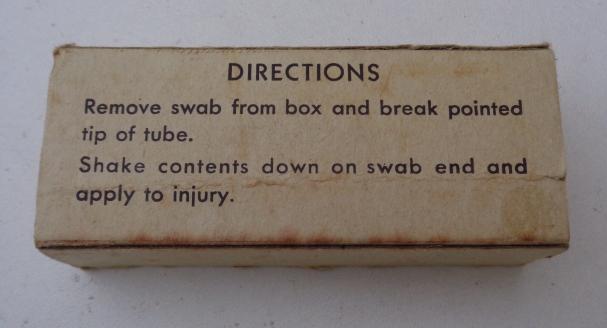 DIRECTIONS
Remove swab from box and break pointed
tip of tube.
Shake contents down on swab end and
apply to injury.